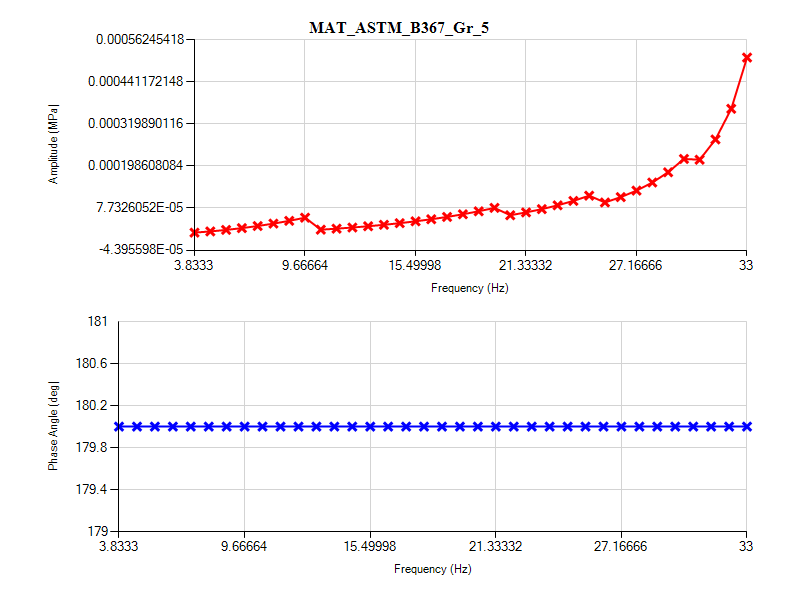 MAT_ASTM_B367_Gr_5
0.00056245418
0.000441172148
0.000319890116
0.000198608084
7.7326052E-05
-4.395598E-05
Amplitude [MPa]
3.8333 9.66664 15.49998 21.33332 27.16666 33
Frequency (Hz)
181
180.6
180.2
179.8
179.4
179
Phase Angle [deg]
3.8333 9.66664 15.49998 21.33332 27.16666 33
Frequency (Hz)